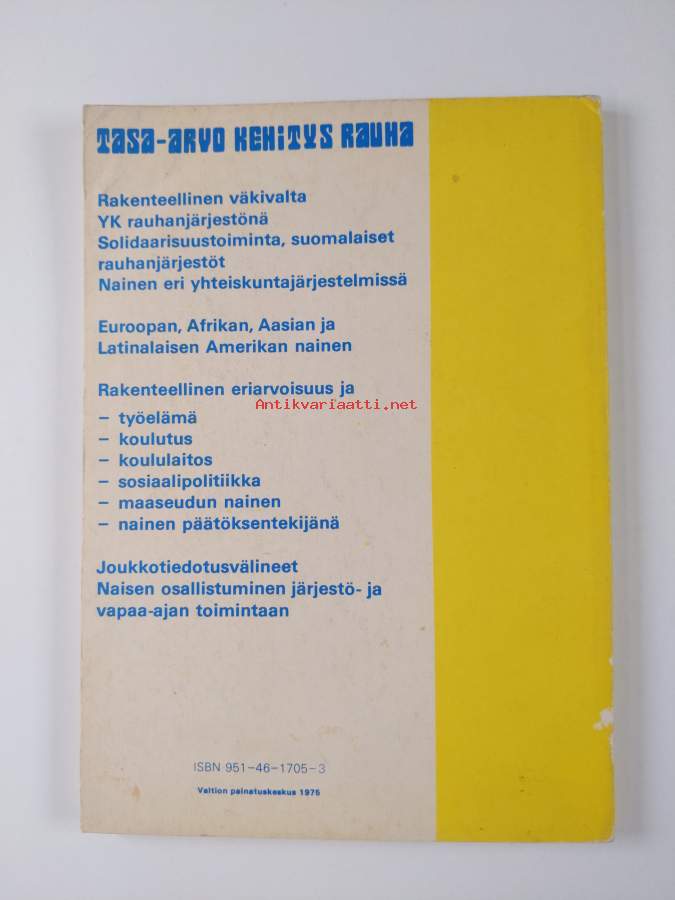 TASA-ARVO KEHITYS RAUHA
Rakenteellinen väkivalta
YK rauhanjärjestönä
Solidaarisuustoiminta, suomalaiset
rauhanjärjestöt
Nainen eri yhteiskuntajärjestelmissä
Euroopan, Afrikan, Aasian ja
Latinalaisen Amerikan nainen
Rakenteellinen eriarvoisuus ja
Antikvariaatti.net
– työelämä
– koulutus
– koululaitos
– sosiaalipolitiikka
– maaseudun nainen
– nainen päätöksentekijänä
Joukkotiedotusvälineet
Naisen osallistuminen järjestö- ja
vapaa-ajan toimintaan
ISBN 951–46–1705–3
Valtion painatuskeskus 1975